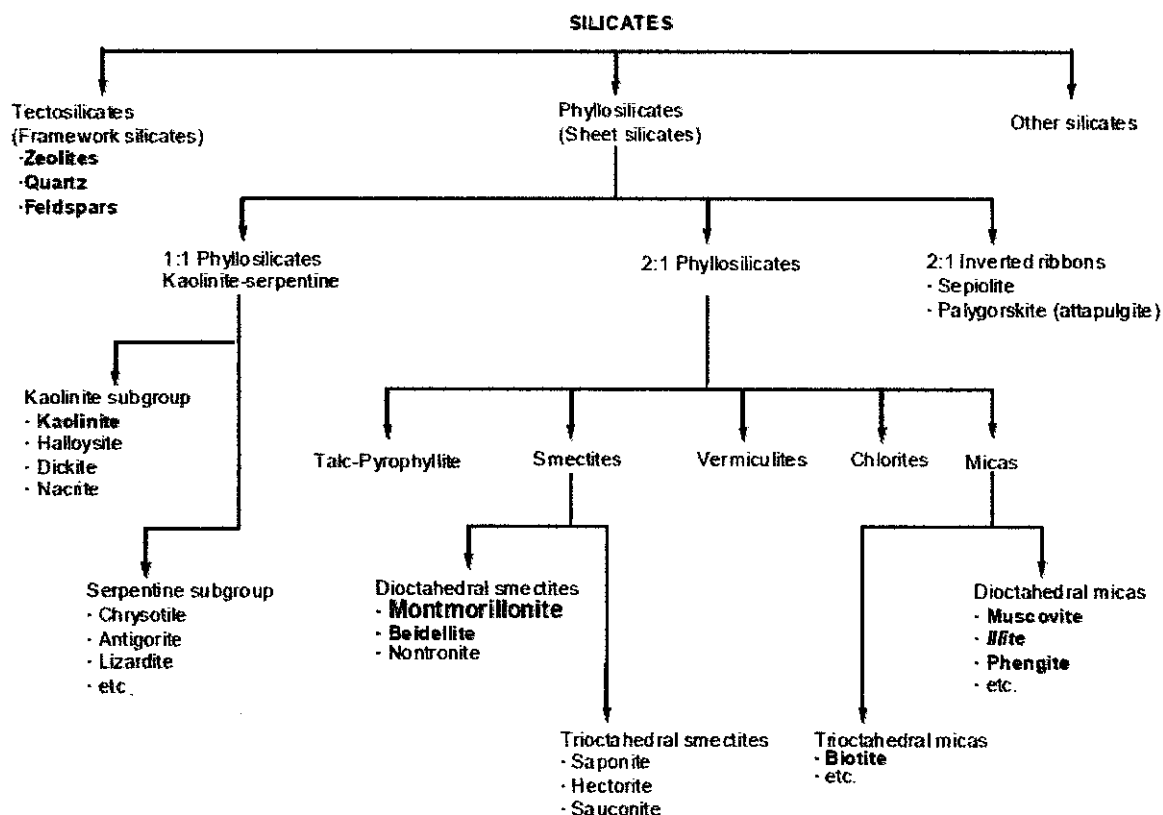 SILICATES
Tectosilicates
(Framework silicates)
·Zeolites
·Quartz
·Feldspars
Phyllosilicates
(Sheet silicates)
Other silicates
1:1 Phyllosilicates
Kaolinite-serpentine
2:1 Phyllosilicates
2:1 Inverted ribbons
- Sepiolite
- Palygorskite (attapulgite)
Kaolinite subgroup
- Kaolinite
- Halloysite
- Dickite
- Nacrite
Talc-Pyrophyllite
Smectites
Vermiculites
Chlorites
Micas
Serpentine subgroup
- Chrysotile
- Antigorite
- Lizardite
- etc.
Dioctahedral smectites
- Montmorillonite
- Beidellite
- Nontronite
Dioctahedral micas
- Muscovite
- Illite
- Phengite
- etc.
Trioctahedral smectites
- Saponite
- Hectorite
- Sauconite
Trioctahedral micas
- Biotite
- etc.